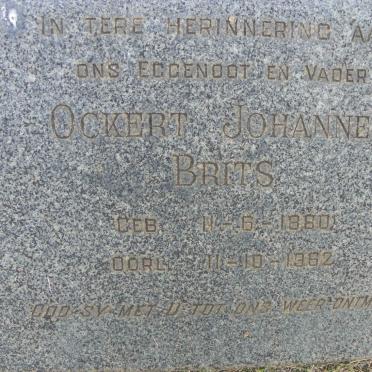 IN TERE HERINNERING AA
ONS EGGENOOT EN VADER
OCKERT JOHANNE
BRITS
GEB. 11-6-1880
OORL. 11-10-1962
GOD SY MET U TOT ONS WEER ONTM